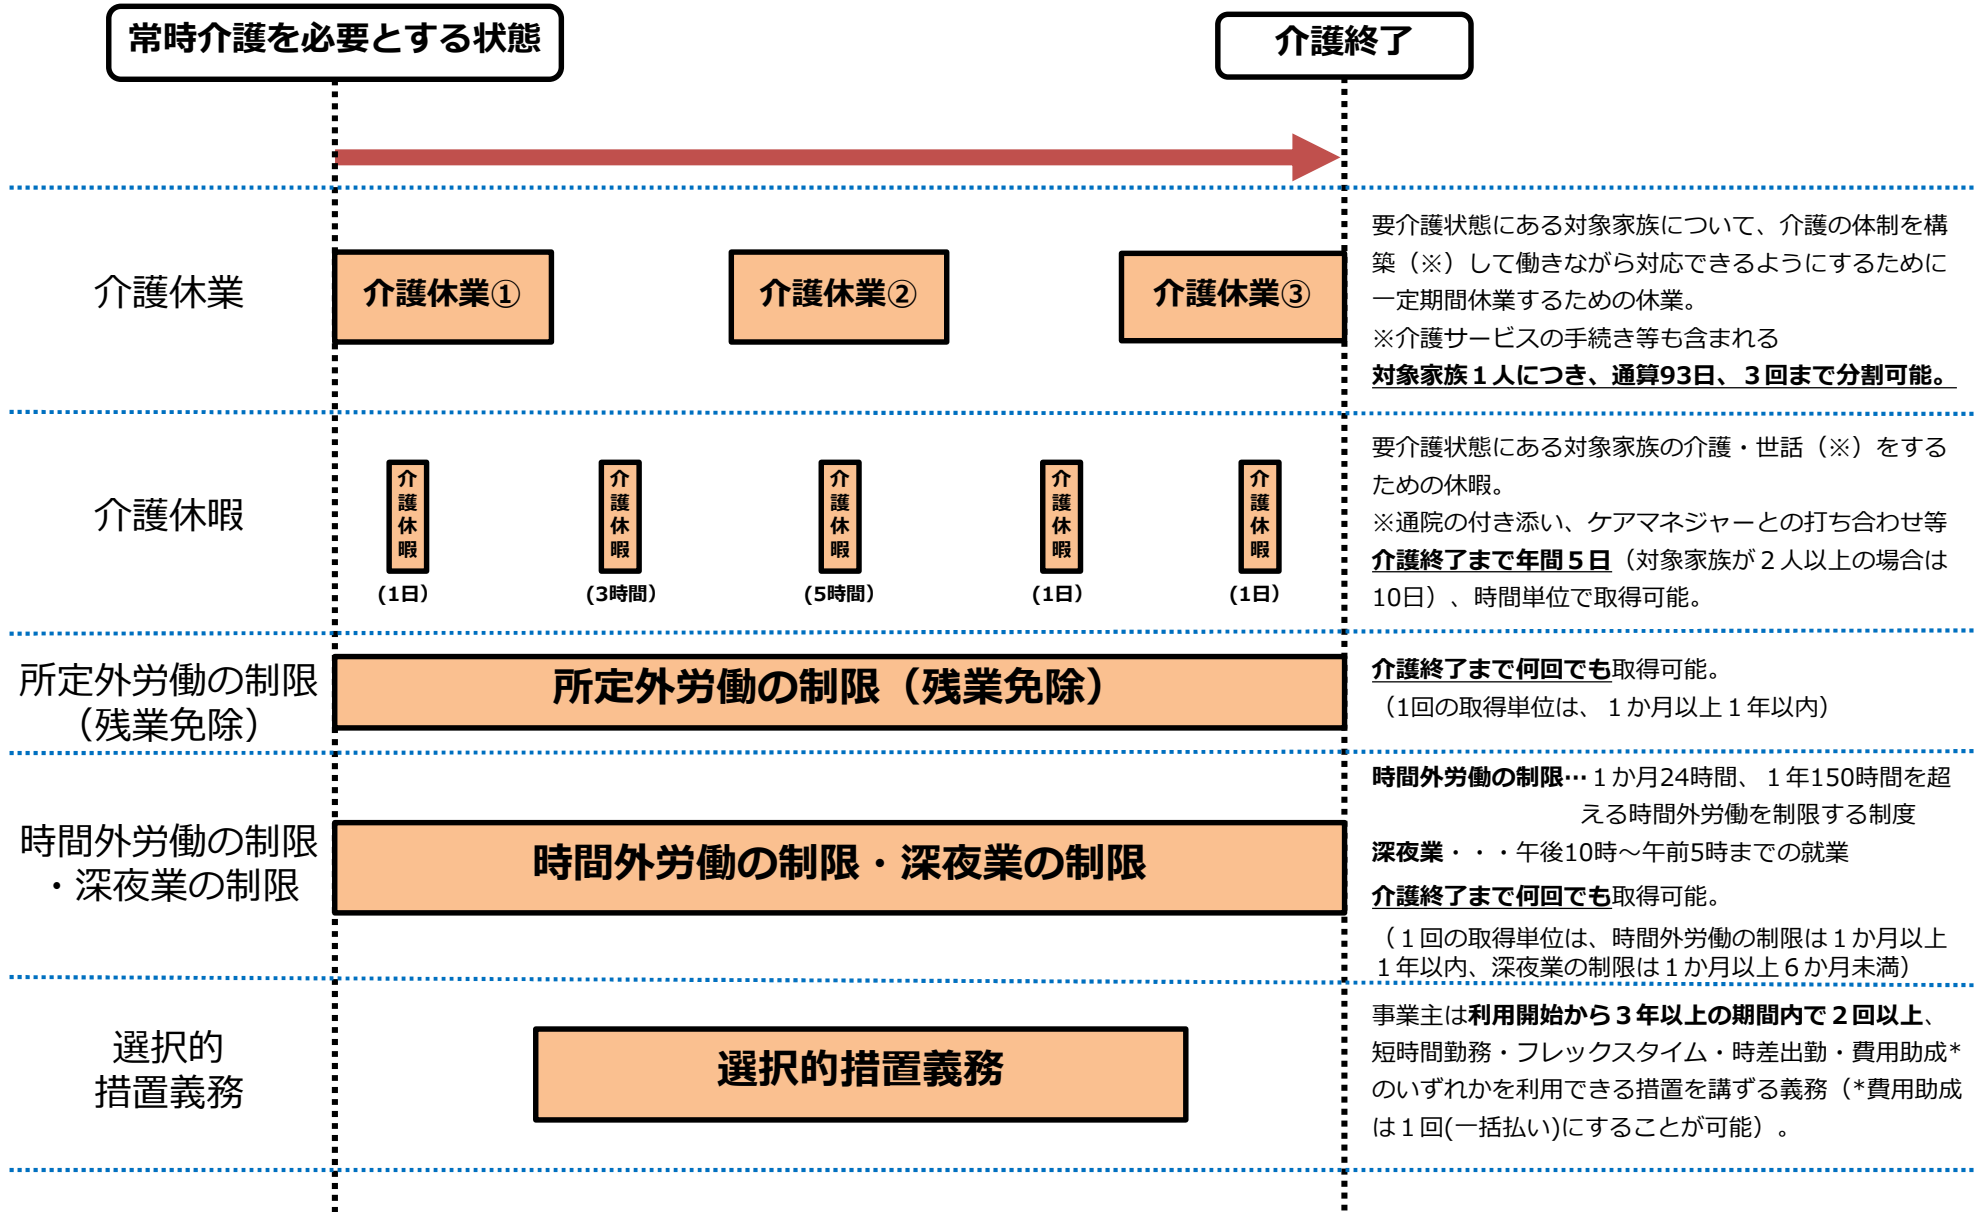 常時介護を必要とする状態
介護終了
介護休業
介護休業①
介護休業②
介護休業③
要介護状態にある対象家族について、介護の体制を構
築（※）して働きながら対応できるようにするために
一定期間休業するための休業。
※介護サービスの手続き等も含まれる
対象家族１人につき、通算93日、３回まで分割可能。
介護休暇
介護休暇
(1日）
介護休暇
(3時間）
介護休暇
(5時間）
介護休暇
(1日）
介護休暇
(1日）
要介護状態にある対象家族の介護・世話（※）をする
ための休暇。
※通院の付き添い、ケアマネジャーとの打ち合わせ等
介護終了まで年間５日（対象家族が２人以上の場合は
10日）、時間単位で取得可能。
所定外労働の制限
（残業免除）
所定外労働の制限（残業免除）
介護終了まで何回でも取得可能。
（1回の取得単位は、１か月以上１年以内）
時間外労働の制限
・深夜業の制限
時間外労働の制限・深夜業の制限
時間外労働の制限…１か月24時間、１年150時間を超
える時間外労働を制限する制度
深夜業・・・午後10時～午前5時までの就業
介護終了まで何回でも取得可能。
（１回の取得単位は、時間外労働の制限は１か月以上
１年以内、深夜業の制限は１か月以上６か月未満）
選択的
措置義務
選択的措置義務
事業主は利用開始から３年以上の期間内で２回以上、
短時間勤務・フレックスタイム・時差出勤・費用助成*
のいずれかを利用できる措置を講ずる義務（*費用助成
は１回(一括払い)にすることが可能）。